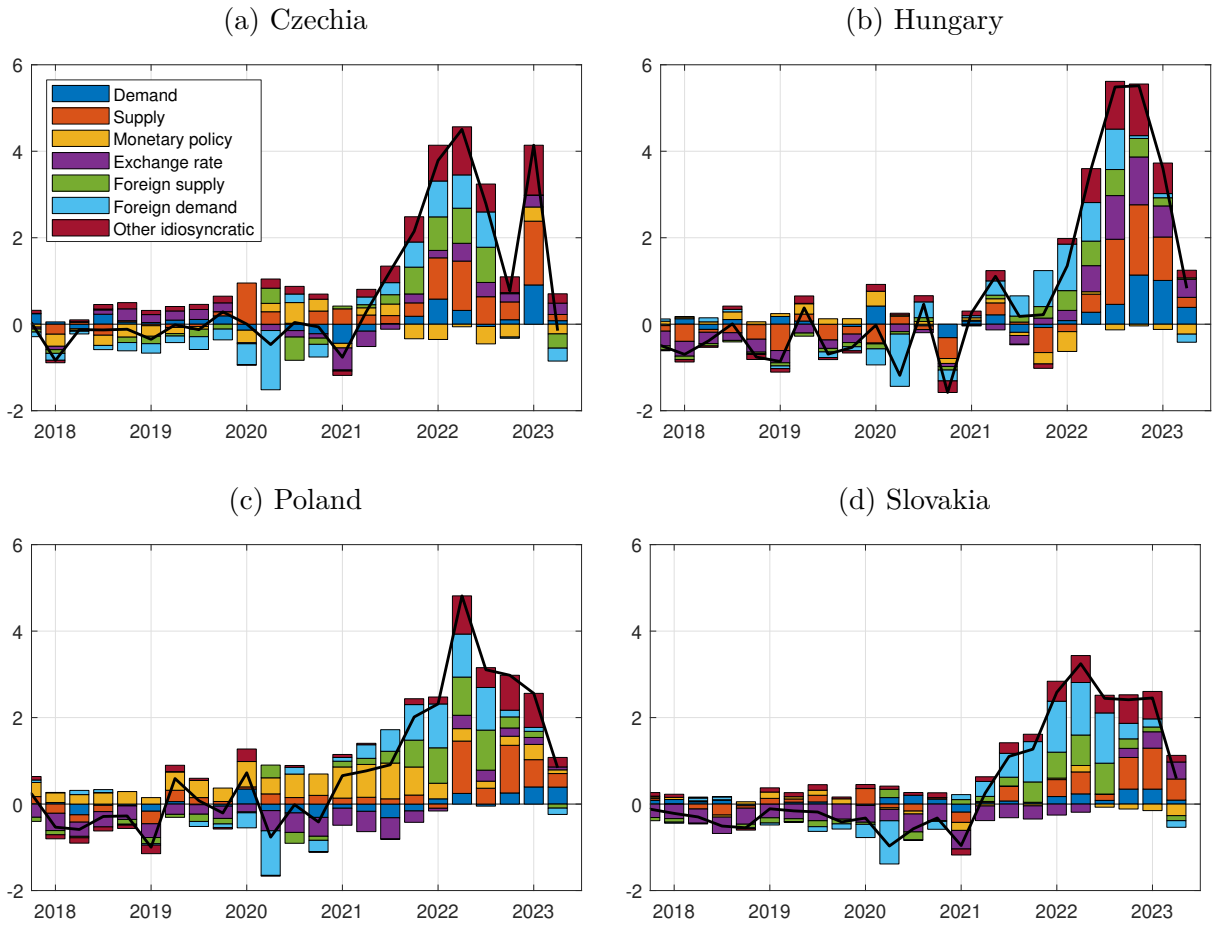 (a) Czechia
6
4
2
0
-2
Demand
Supply
Monetary policy
Exchange rate
Foreign supply
Foreign demand
Other idiosyncratic
2018 2019 2020 2021 2022 2023
(b) Hungary
6
4
2
0
-2
2018 2019 2020 2021 2022 2023
(c) Poland
6
4
2
0
-2
2018 2019 2020 2021 2022 2023
(d) Slovakia
6
4
2
0
-2
2018 2019 2020 2021 2022 2023